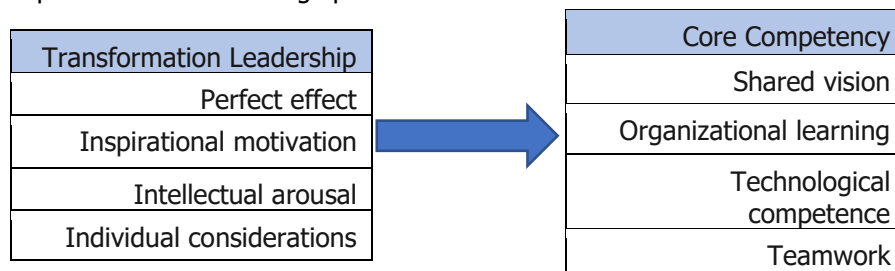 Transformation Leadership
Perfect effect
Inspirational motivation
Intellectual arousal
Individual considerations
Core Competency
Shared vision
Organizational learning
Technological
competence
Teamwork